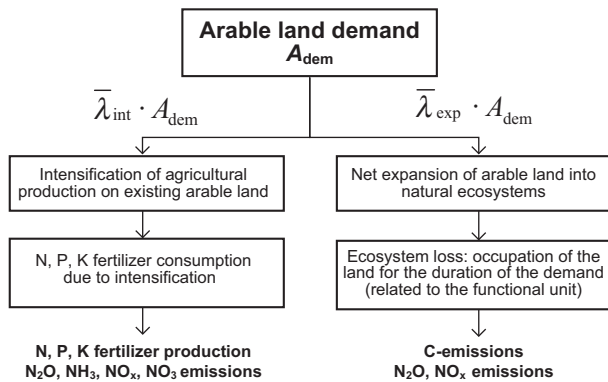 Arable land demand
A_dem
λ̅_int · A_dem
λ̅_exp · A_dem
Intensification of agricultural
production on existing arable land
Net expansion of arable land into
natural ecosystems
N, P, K fertilizer consumption
due to intensification
Ecosystem loss: occupation of the
land for the duration of the demand
(related to the functional unit)
N, P, K fertilizer production
N₂O, NH₃, NOₓ, NO₃ emissions
C-emissions
N₂O, NOₓ emissions